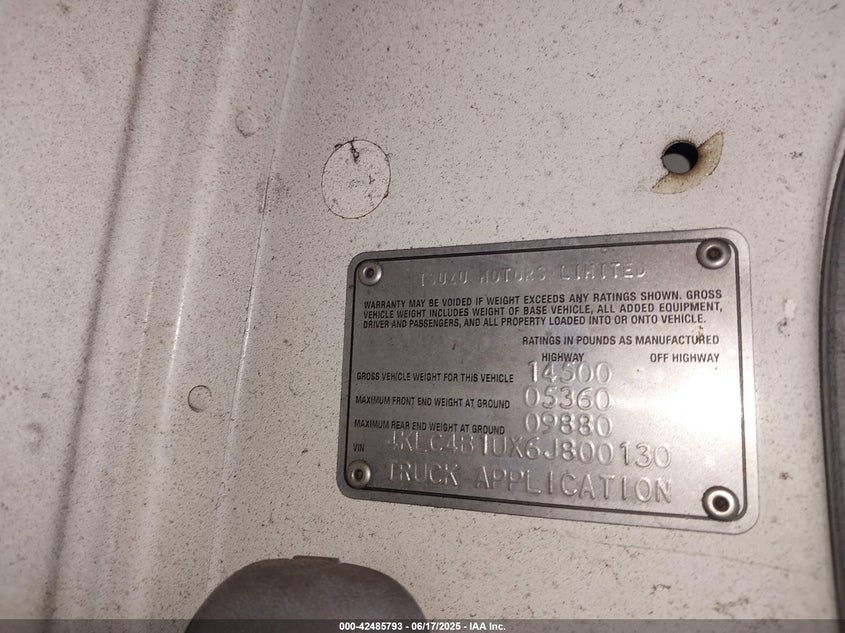 ISUZU MOTORS LIMITED
WARRANTY MAY BE VOIDED IF WEIGHT EXCEEDS ANY RATINGS SHOWN. GROSS
VEHICLE WEIGHT INCLUDES WEIGHT OF BASE VEHICLE, ALL ADDED EQUIPMENT,
DRIVER AND PASSENGERS, AND ALL PROPERTY LOADED INTO OR ONTO VEHICLE.
RATINGS IN POUNDS AS MANUFACTURED
HIGHWAY OFF HIGHWAY
GROSS VEHICLE WEIGHT FOR THIS VEHICLE 14500
MAXIMUM FRONT END WEIGHT AT GROUND 05360
MAXIMUM REAR END WEIGHT AT GROUND 09880
VIN 4KLC4B1UX6J800130
TRUCK APPLICATION
000-42485793 - 06/17/2025 - IAA Inc.